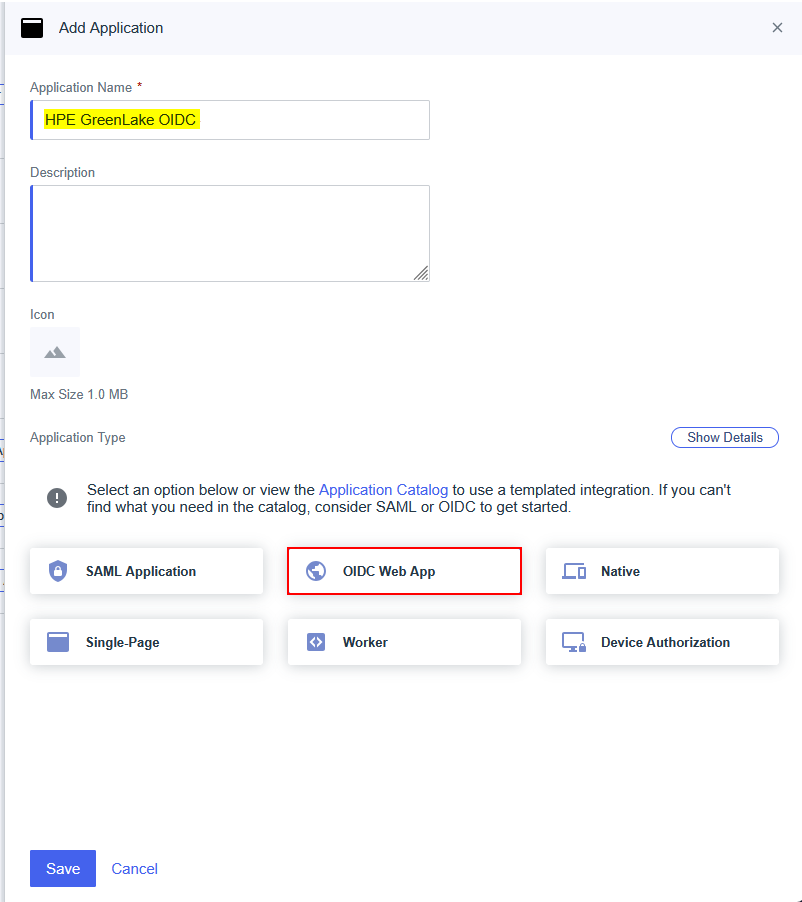 Add Application
Application Name *
HPE GreenLake OIDC
Description
Icon
Max Size 1.0 MB
Application Type
Show Details
Select an option below or view the Application Catalog to use a templated integration. If you can't
find what you need in the catalog, consider SAML or OIDC to get started.
SAML Application
OIDC Web App
Native
Single-Page
Worker
Device Authorization
Save
Cancel